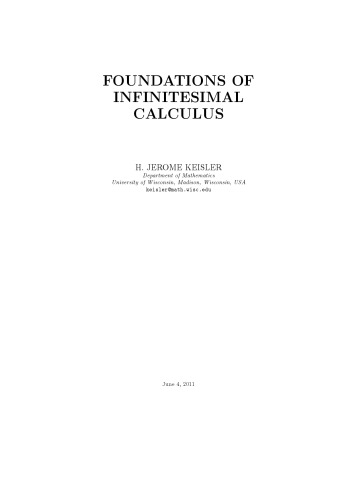 FOUNDATIONS OF
INFINITESIMAL
CALCULUS
H. JEROME KEISLER
Department of Mathematics
University of Wisconsin, Madison, Wisconsin, USA
keisler@math.wisc.edu
June 4, 2011